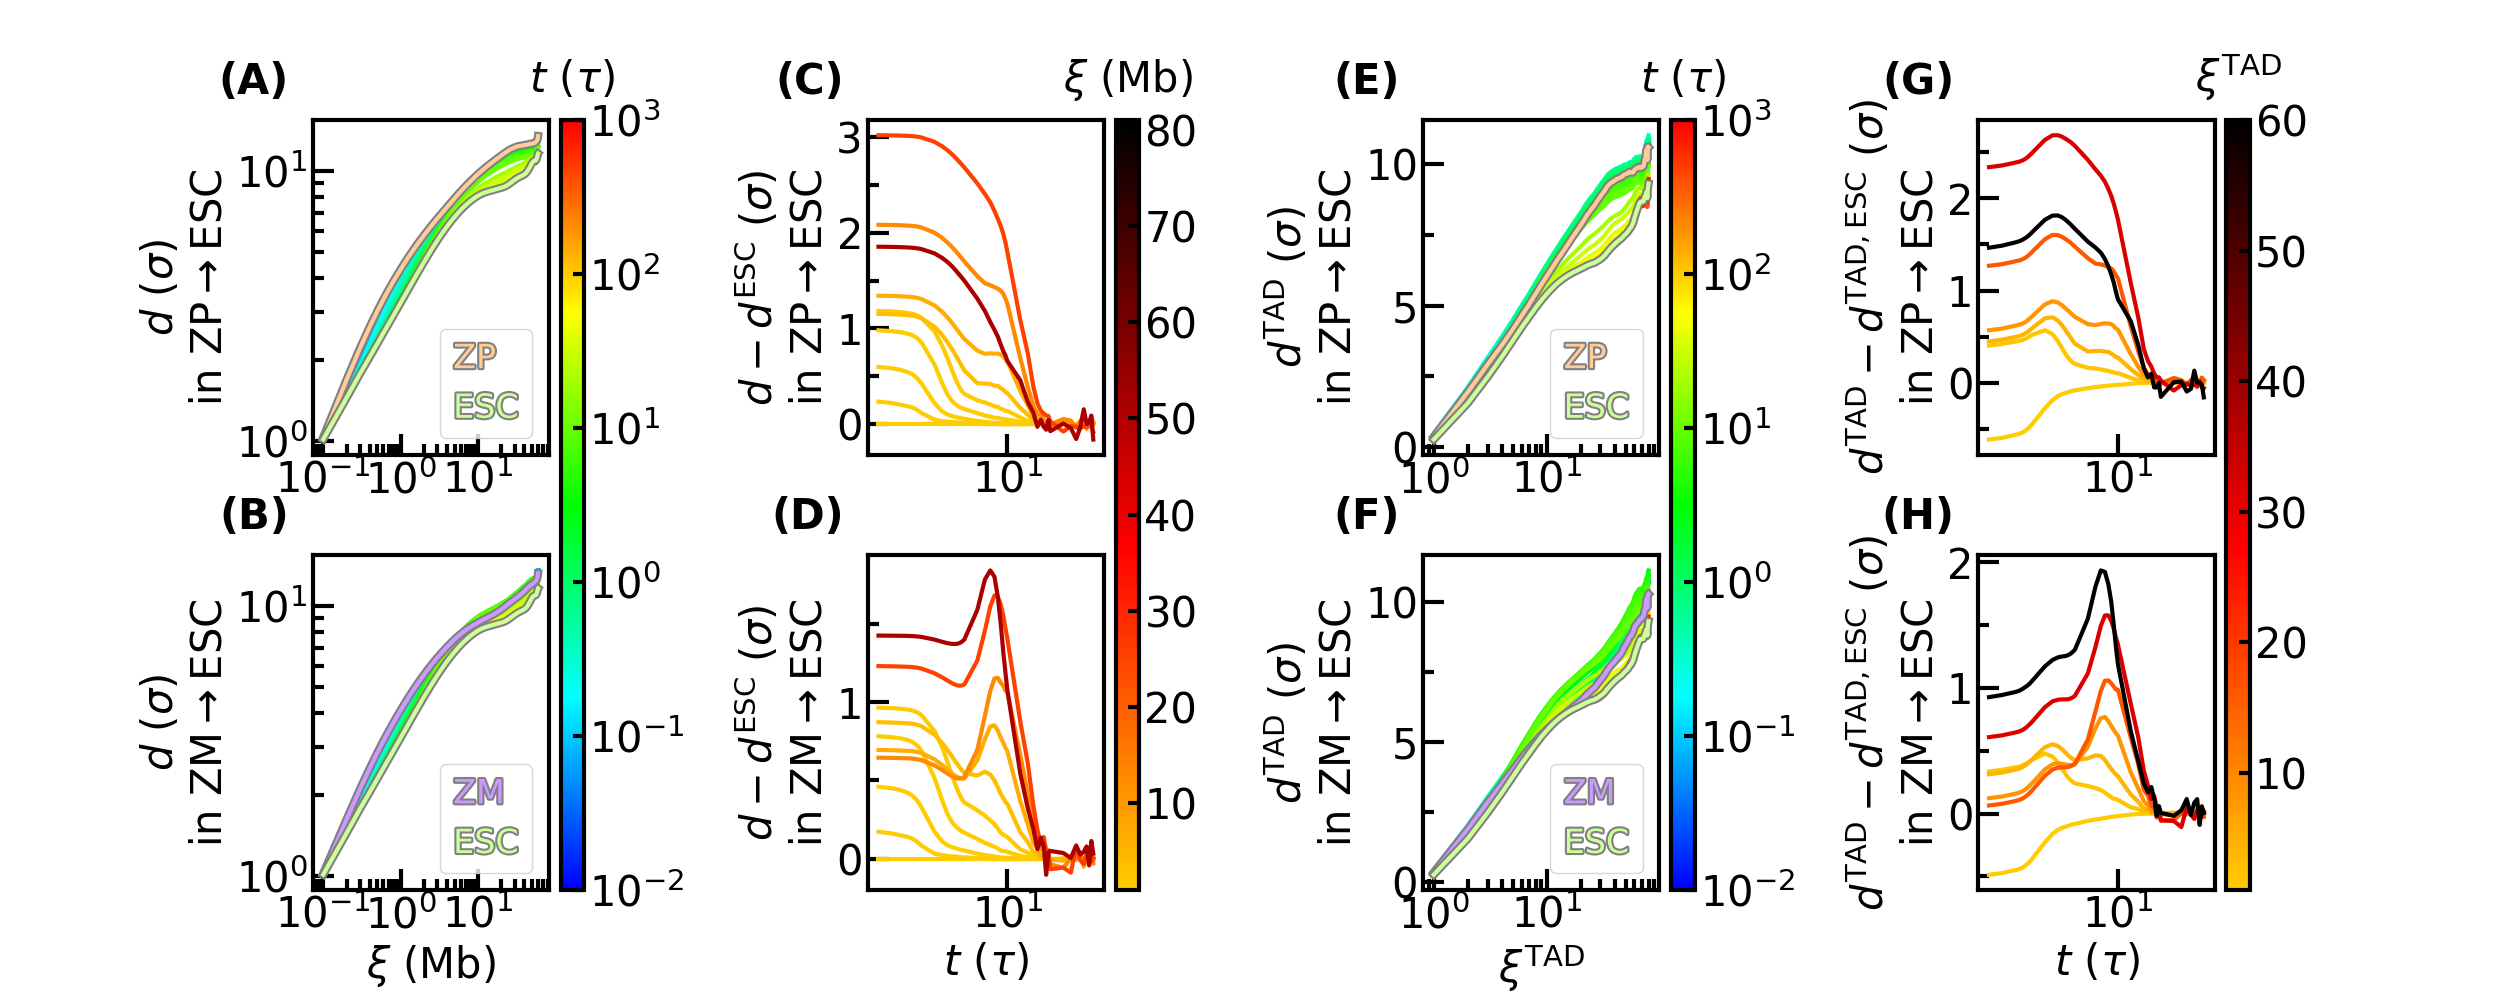 (A)
t (τ)
10³
10²
10¹
10⁰
10⁻¹
10⁻²
d (σ)
in ZP→ESC
10¹
10⁰
10⁻¹ 10⁰ 10¹
ZP
ESC
(B)
d (σ)
in ZM→ESC
10¹
10⁰
10⁻¹ 10⁰ 10¹
ZM
ESC
ξ (Mb)
(C)
ξ (Mb)
80
70
60
50
40
30
20
10
d − d^ESC (σ)
in ZP→ESC
3
2
1
0
10¹
(D)
d − d^ESC (σ)
in ZM→ESC
1
0
10¹
t (τ)
(E)
t (τ)
10³
10²
10¹
10⁰
10⁻¹
10⁻²
d^TAD (σ)
in ZP→ESC
10
5
0
10⁰ 10¹
ZP
ESC
(F)
d^TAD (σ)
in ZM→ESC
10
5
0
10⁰ 10¹
ZM
ESC
ξ^TAD
(G)
ξ^TAD
60
50
40
30
20
10
d^TAD − d^TAD, ESC (σ)
in ZP→ESC
2
1
0
10¹
(H)
d^TAD − d^TAD, ESC (σ)
in ZM→ESC
2
1
0
10¹
t (τ)